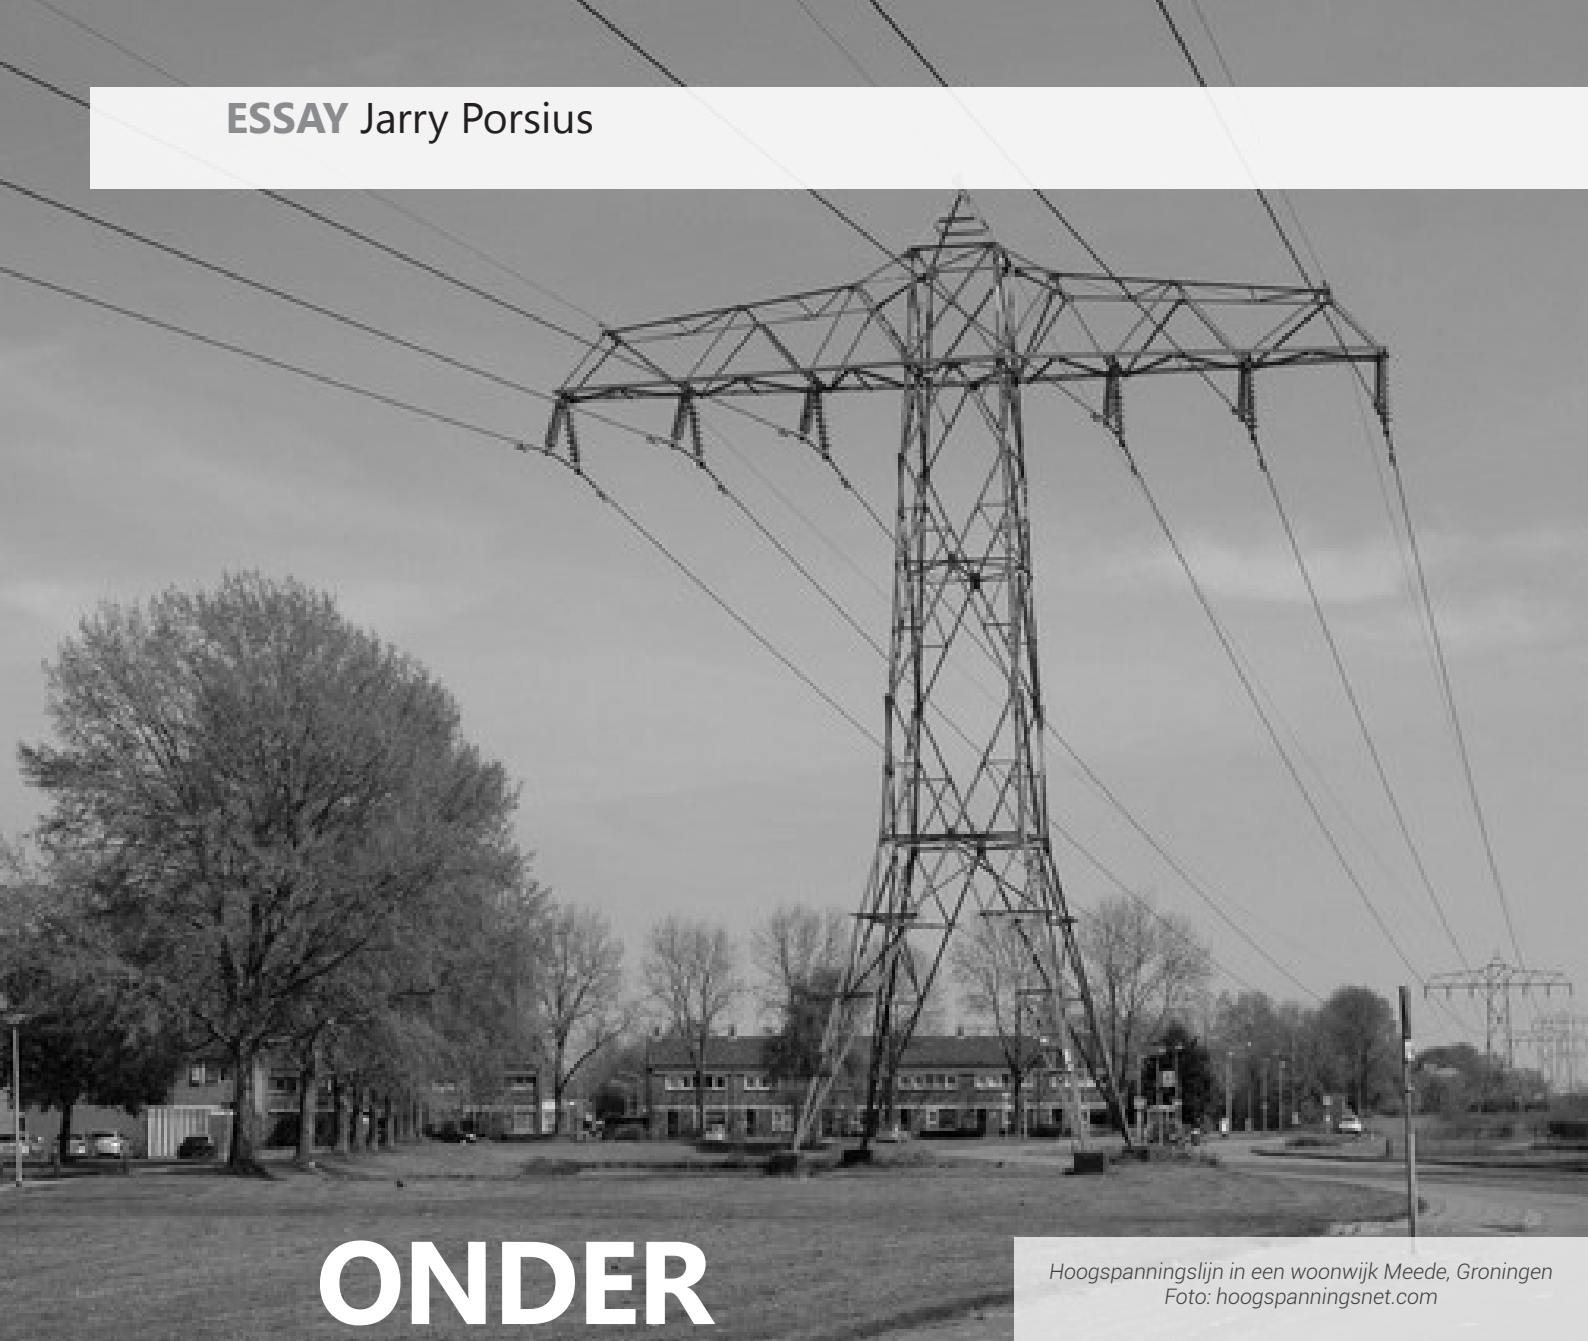 ESSAY Jarry Porsius
ONDER
Hoogspanningslijn in een woonwijk Meede, Groningen
Foto: hoogspanningsnet.com